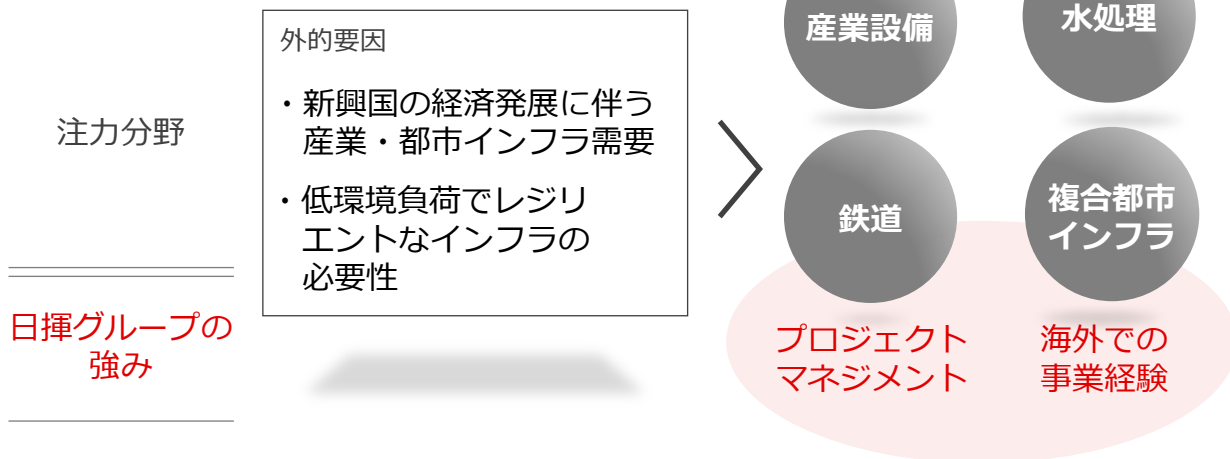 注力分野
外的要因
・新興国の経済発展に伴う
産業・都市インフラ需要
・低環境負荷でレジリ
エントなインフラの
必要性
産業設備
水処理
鉄道
複合都市
インフラ
日揮グループの
強み
プロジェクト
マネジメント
海外での
事業経験